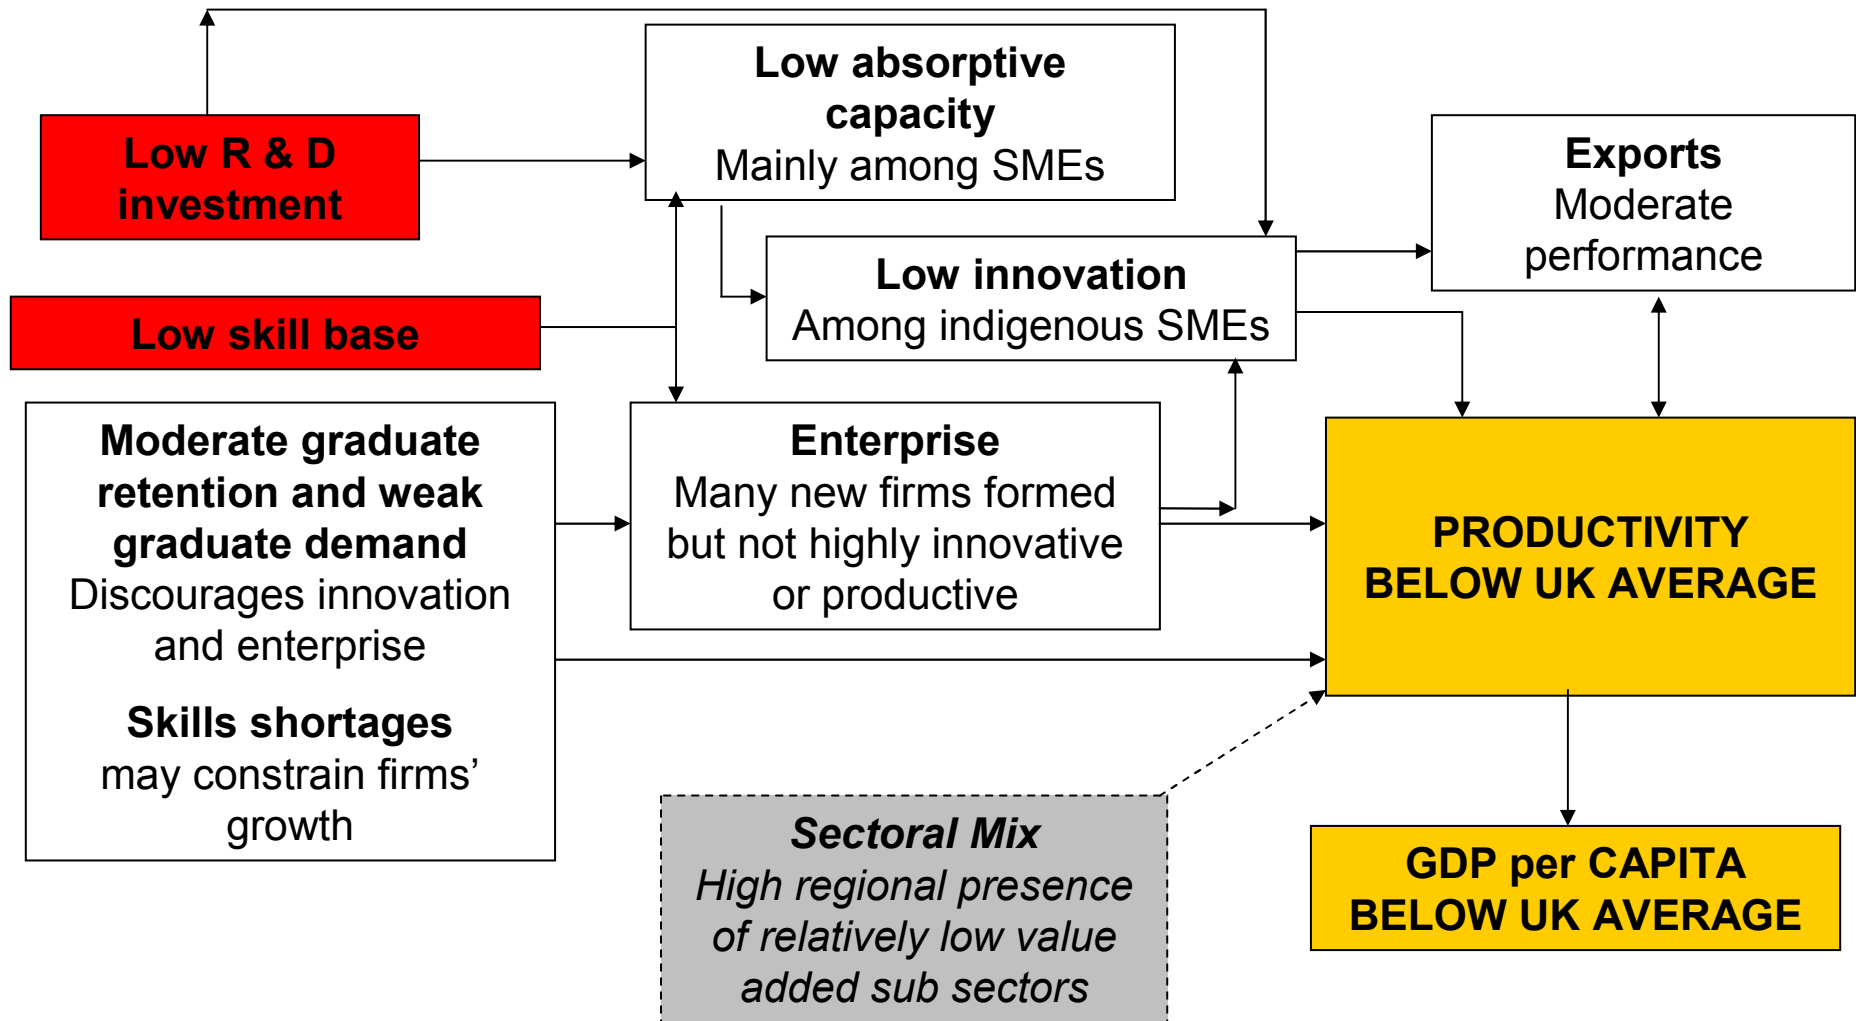 Low absorptive
capacity
Mainly among SMEs
Low R & D
investment
Exports
Moderate
performance
Low innovation
Among indigenous SMEs
Low skill base
Moderate graduate
retention and weak
graduate demand
Discourages innovation
and enterprise
Skills shortages
may constrain firms’
growth
Enterprise
Many new firms formed
but not highly innovative
or productive
PRODUCTIVITY
BELOW UK AVERAGE
Sectoral Mix
High regional presence
of relatively low value
added sub sectors
GDP per CAPITA
BELOW UK AVERAGE